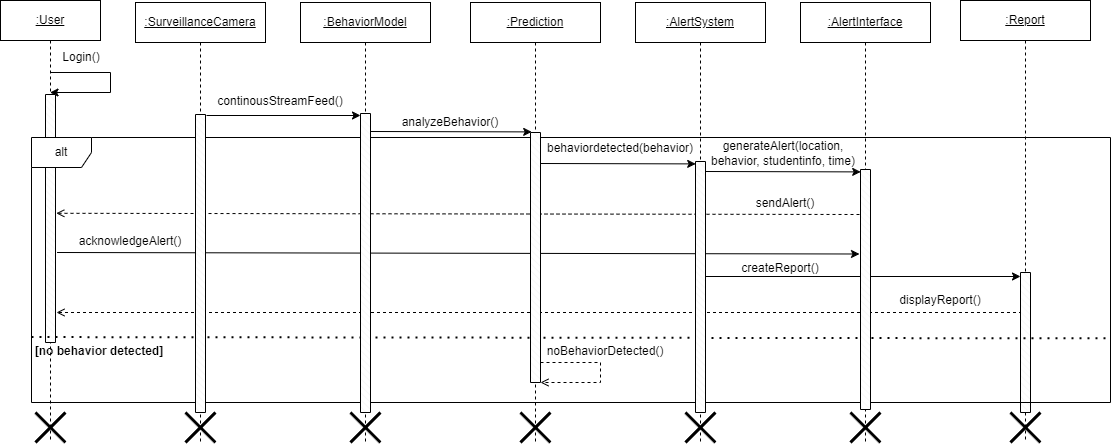 :User
:SurveillanceCamera
:BehaviorModel
:Prediction
:AlertSystem
:AlertInterface
:Report
Login()
continousStreamFeed()
analyzeBehavior()
alt
behaviordetected(behavior)
generateAlert(location,
behavior, studentinfo, time)
sendAlert()
acknowledgeAlert()
createReport()
displayReport()
[no behavior detected]
noBehaviorDetected()